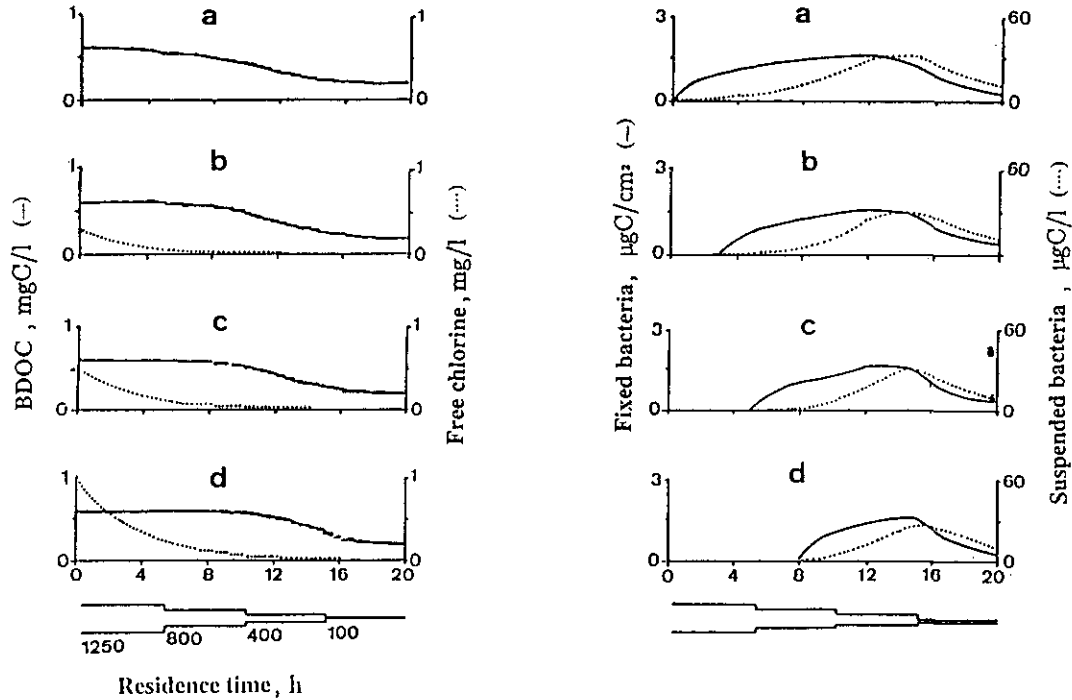 a
1
1
0
0
b
1
1
0
0
c
1
1
0
0
d
1
1
0
0
0 4 8 12 16 20
1250 800 400 100
Residence time, h
BDOC, mgC/l (—)
Free chlorine, mg/l (....)
a
3
60
0
0
b
3
60
0
0
c
3
60
0
0
d
3
60
0
0
0 4 8 12 16 20
Fixed bacteria, µgC/cm² (—)
Suspended bacteria, µgC/l (....)